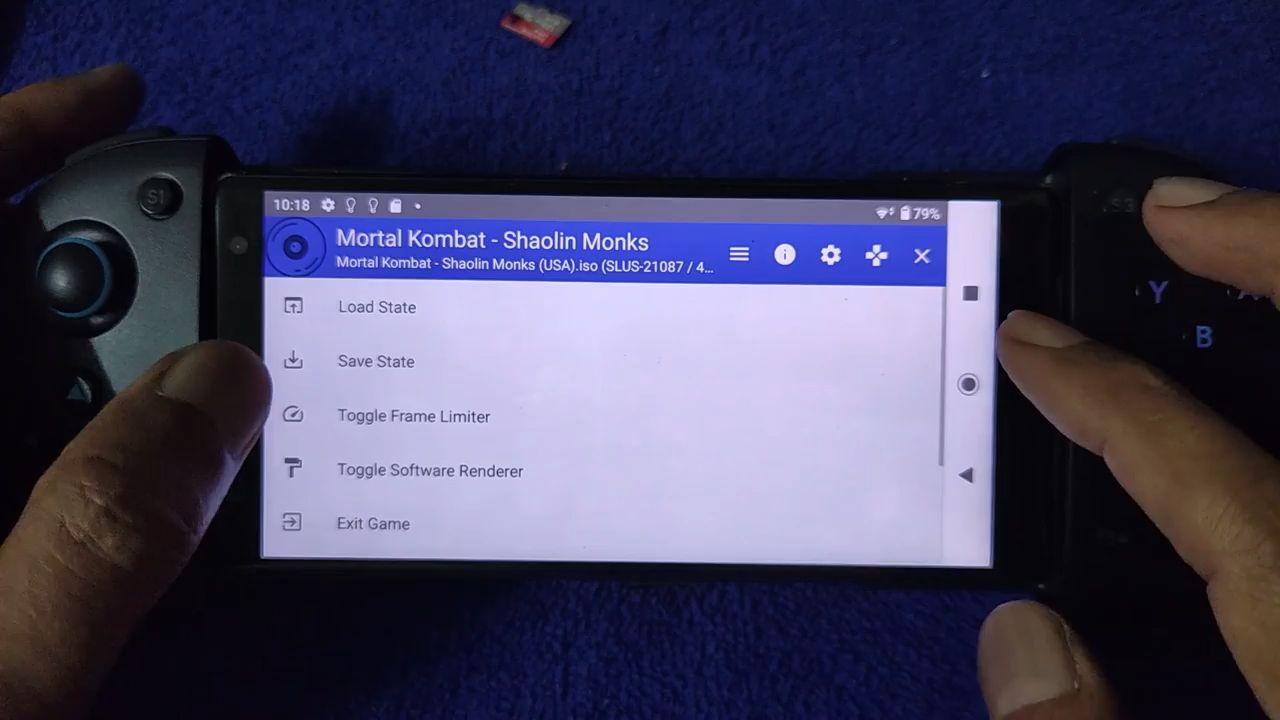 S1
10:18
79%
Mortal Kombat - Shaolin Monks
Mortal Kombat - Shaolin Monks (USA).iso (SLUS-21087 / 4...
Load State
Save State
Toggle Frame Limiter
Toggle Software Renderer
Exit Game
Y
B